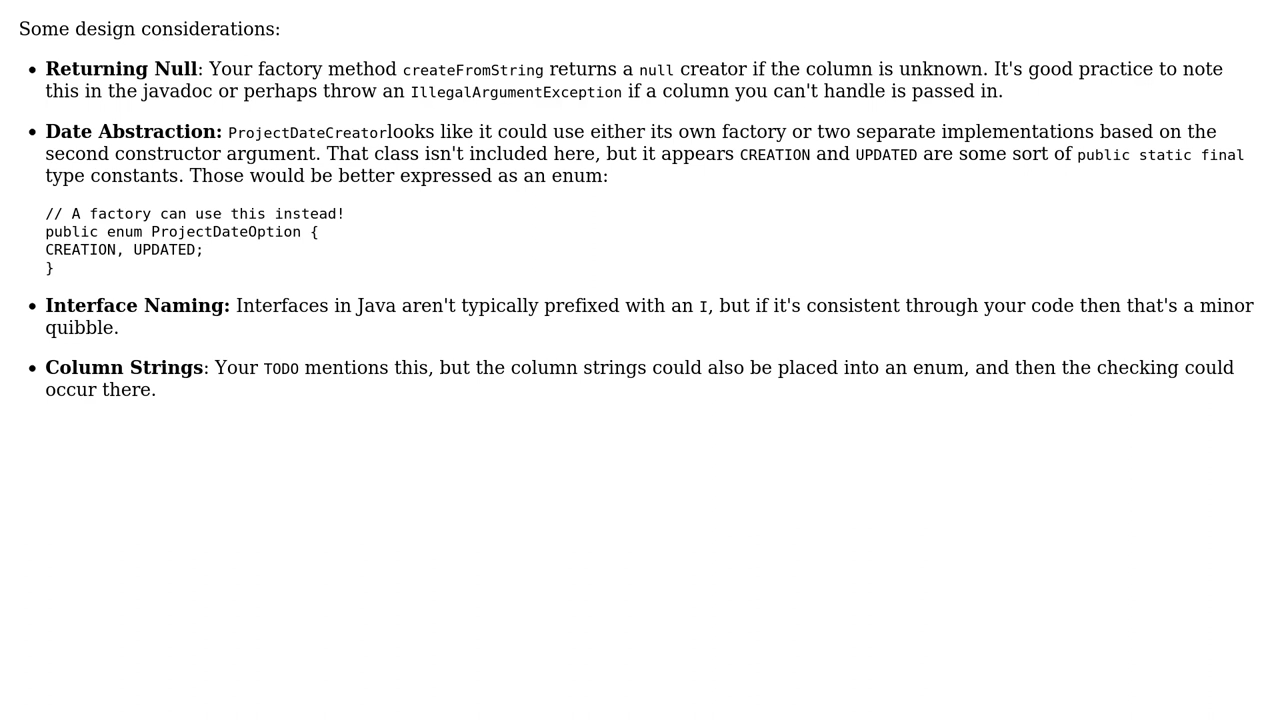 Some design considerations:
• Returning Null: Your factory method createFromString returns a null creator if the column is unknown. It's good practice to note
this in the javadoc or perhaps throw an IllegalArgumentException if a column you can't handle is passed in.
• Date Abstraction: ProjectDateCreatorlooks like it could use either its own factory or two separate implementations based on the
second constructor argument. That class isn't included here, but it appears CREATION and UPDATED are some sort of public static final
type constants. Those would be better expressed as an enum:
// A factory can use this instead!
public enum ProjectDateOption {
CREATION, UPDATED;
}
• Interface Naming: Interfaces in Java aren't typically prefixed with an I, but if it's consistent through your code then that's a minor
quibble.
• Column Strings: Your TODO mentions this, but the column strings could also be placed into an enum, and then the checking could
occur there.